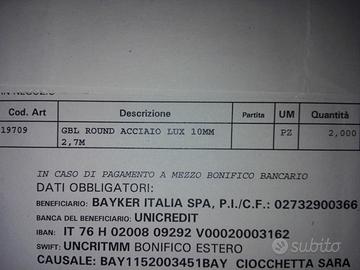 IN NEGOZIO
Cod. Art Descrizione Partita UM Quantità
19709 GBL ROUND ACCIAIO LUX 10MM PZ 2,000
2,7M
IN CASO DI PAGAMENTO A MEZZO BONIFICO BANCARIO
DATI OBBLIGATORI:
BENEFICIARIO: BAYKER ITALIA SPA, P.I./C.F.: 02732900366
BANCA DEL BENEFICIARIO: UNICREDIT
IBAN: IT 76 H 02008 09292 V00020003162
SWIFT: UNCRITMM BONIFICO ESTERO
CAUSALE: BAY1152003451BAY CIOCCHETTA SARA
subito